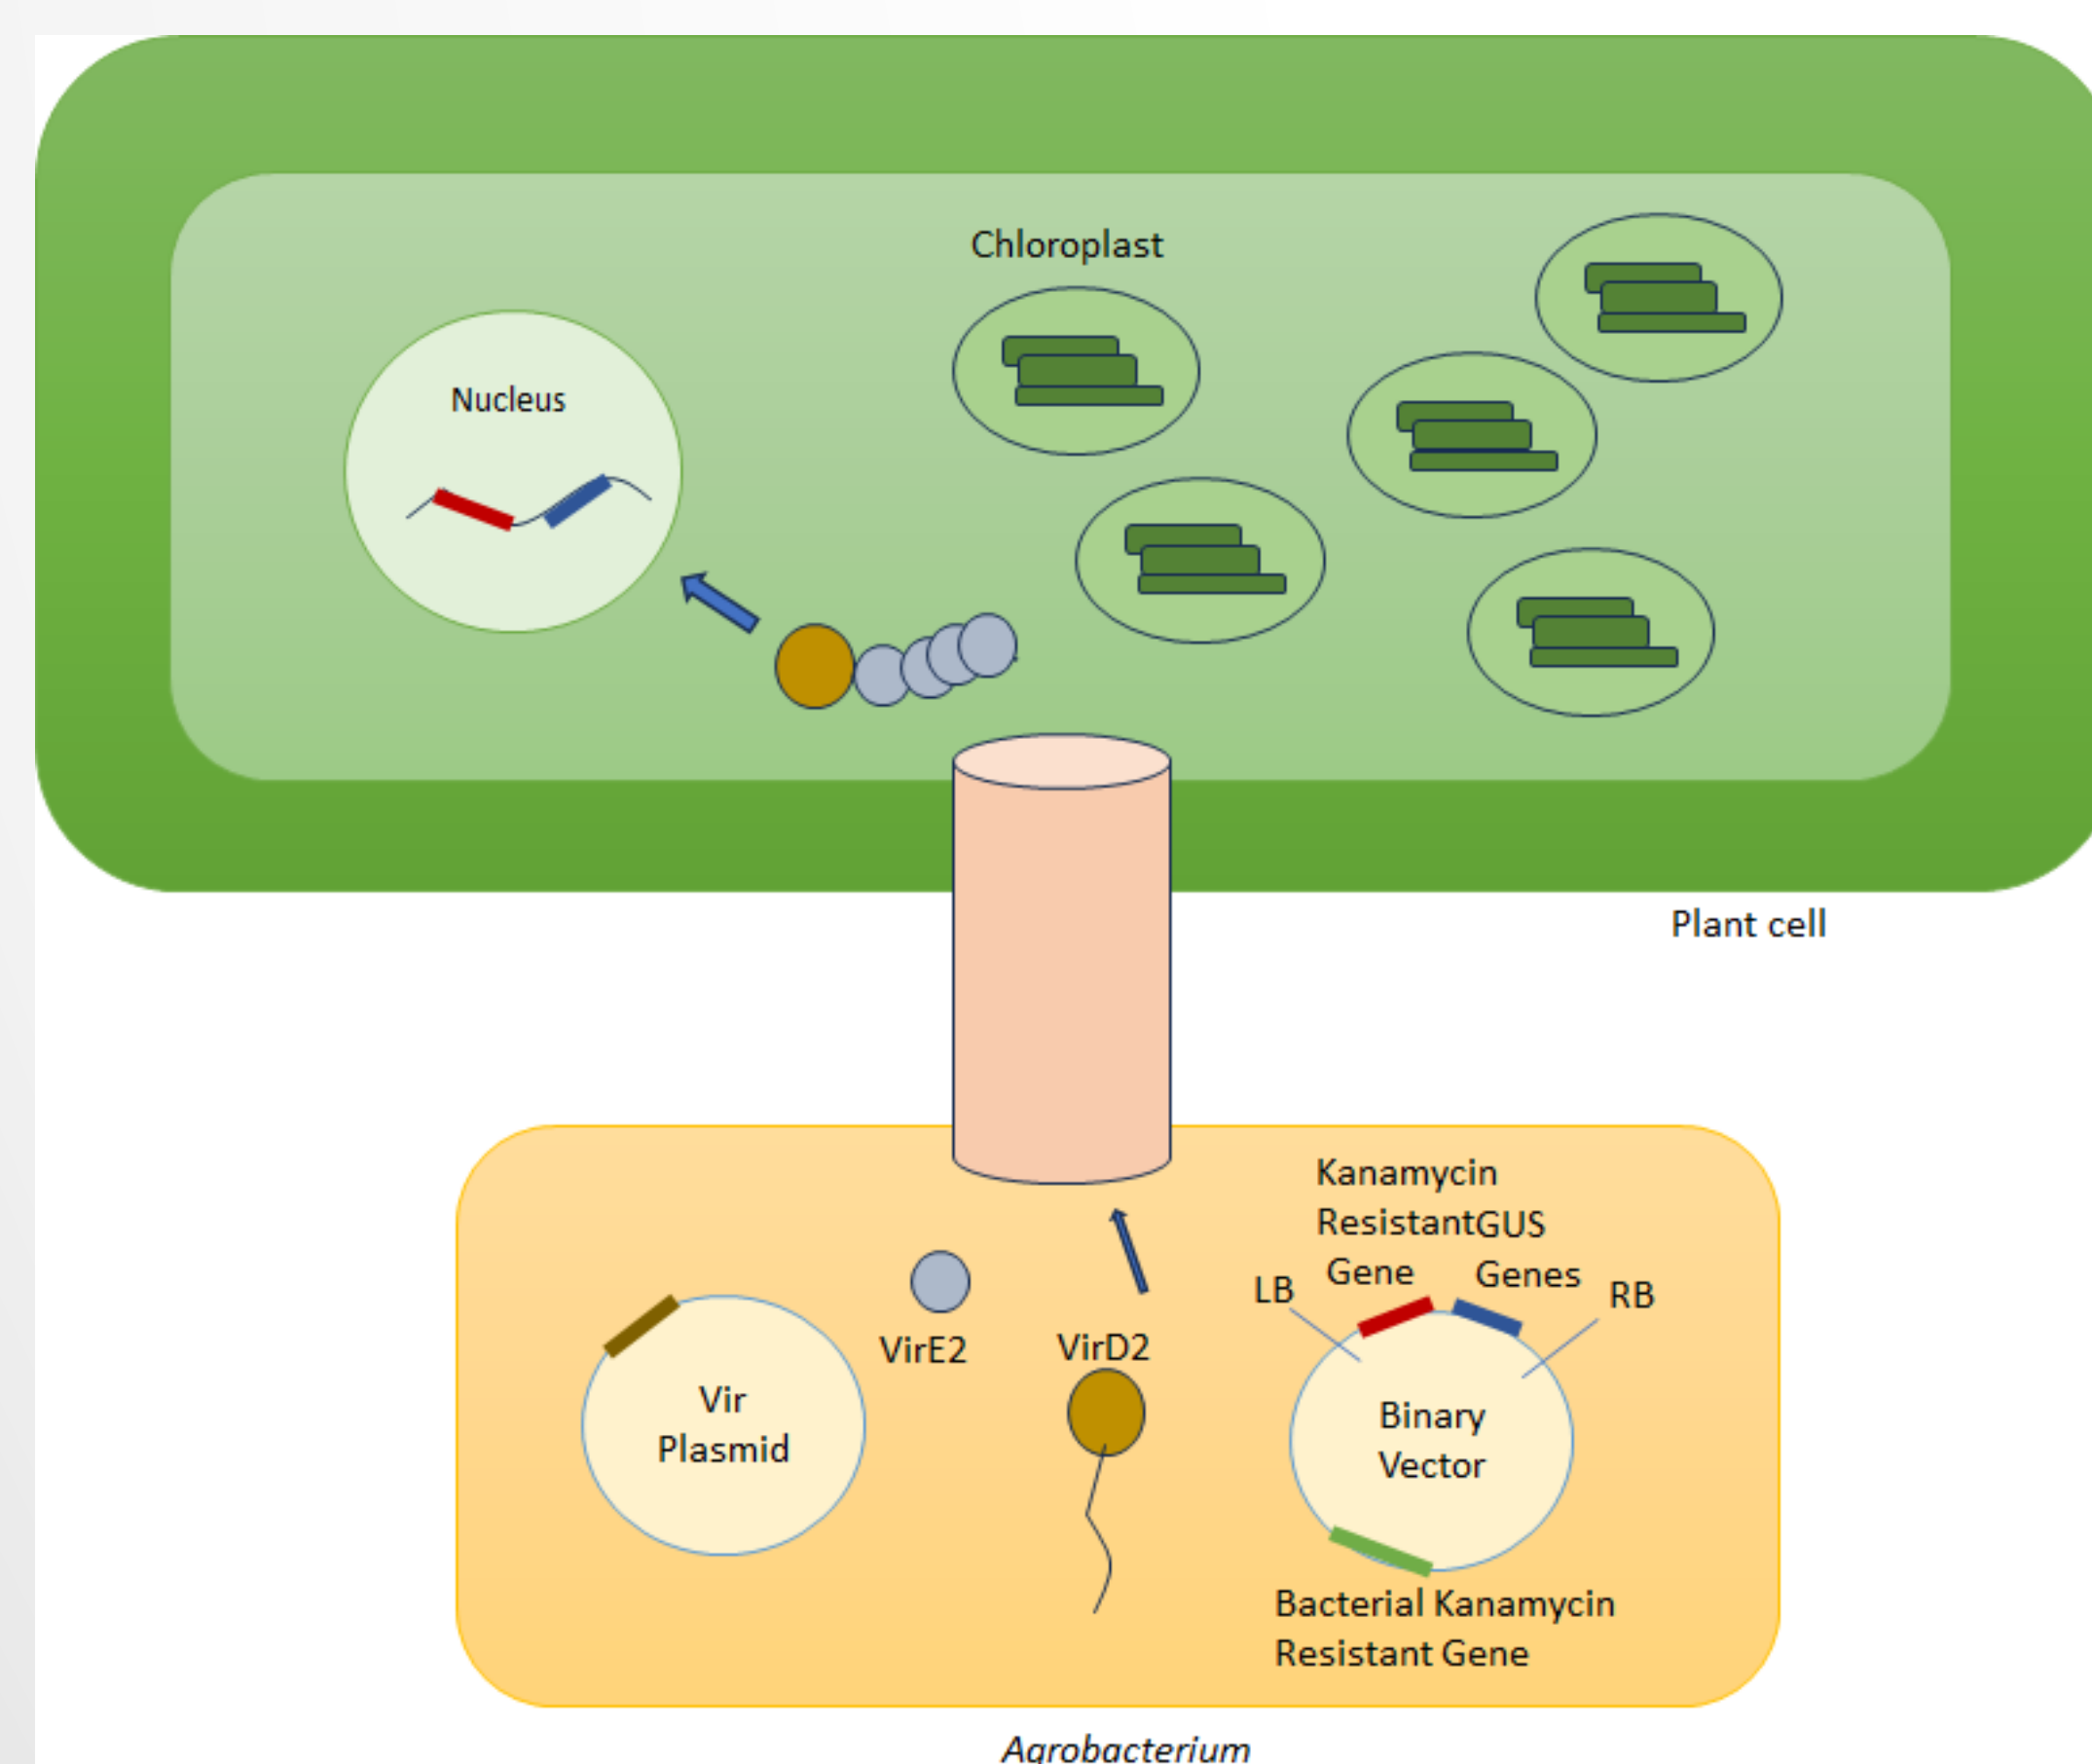 Chloroplast
Nucleus
Plant cell
Kanamycin
ResistantGUS
Gene Genes
LB
RB
VirE2
VirD2
Vir
Plasmid
Binary
Vector
Bacterial Kanamycin
Resistant Gene
Agrobacterium